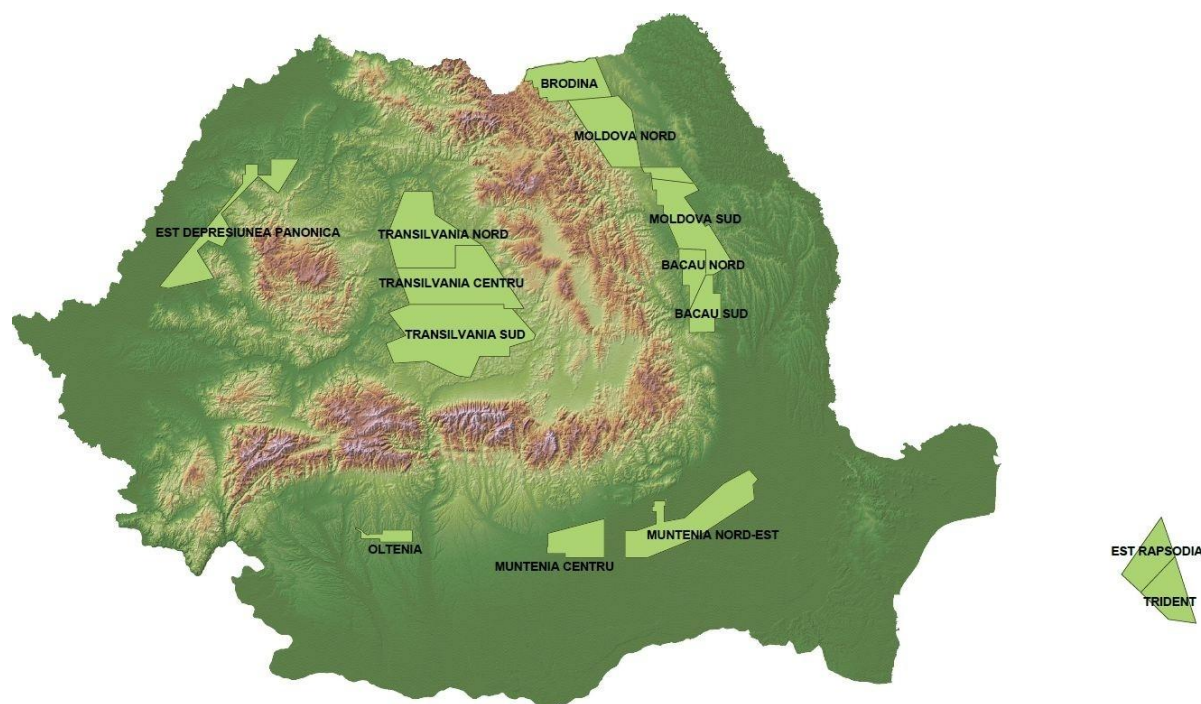 BRODINA
MOLDOVA NORD
MOLDOVA SUD
EST DEPRESIUNEA PANONICA
TRANSILVANIA NORD
BACAU NORD
TRANSILVANIA CENTRU
BACAU SUD
TRANSILVANIA SUD
MUNTENIA NORD-EST
OLTENIA
EST RAPSODIA
MUNTENIA CENTRU
TRIDENT